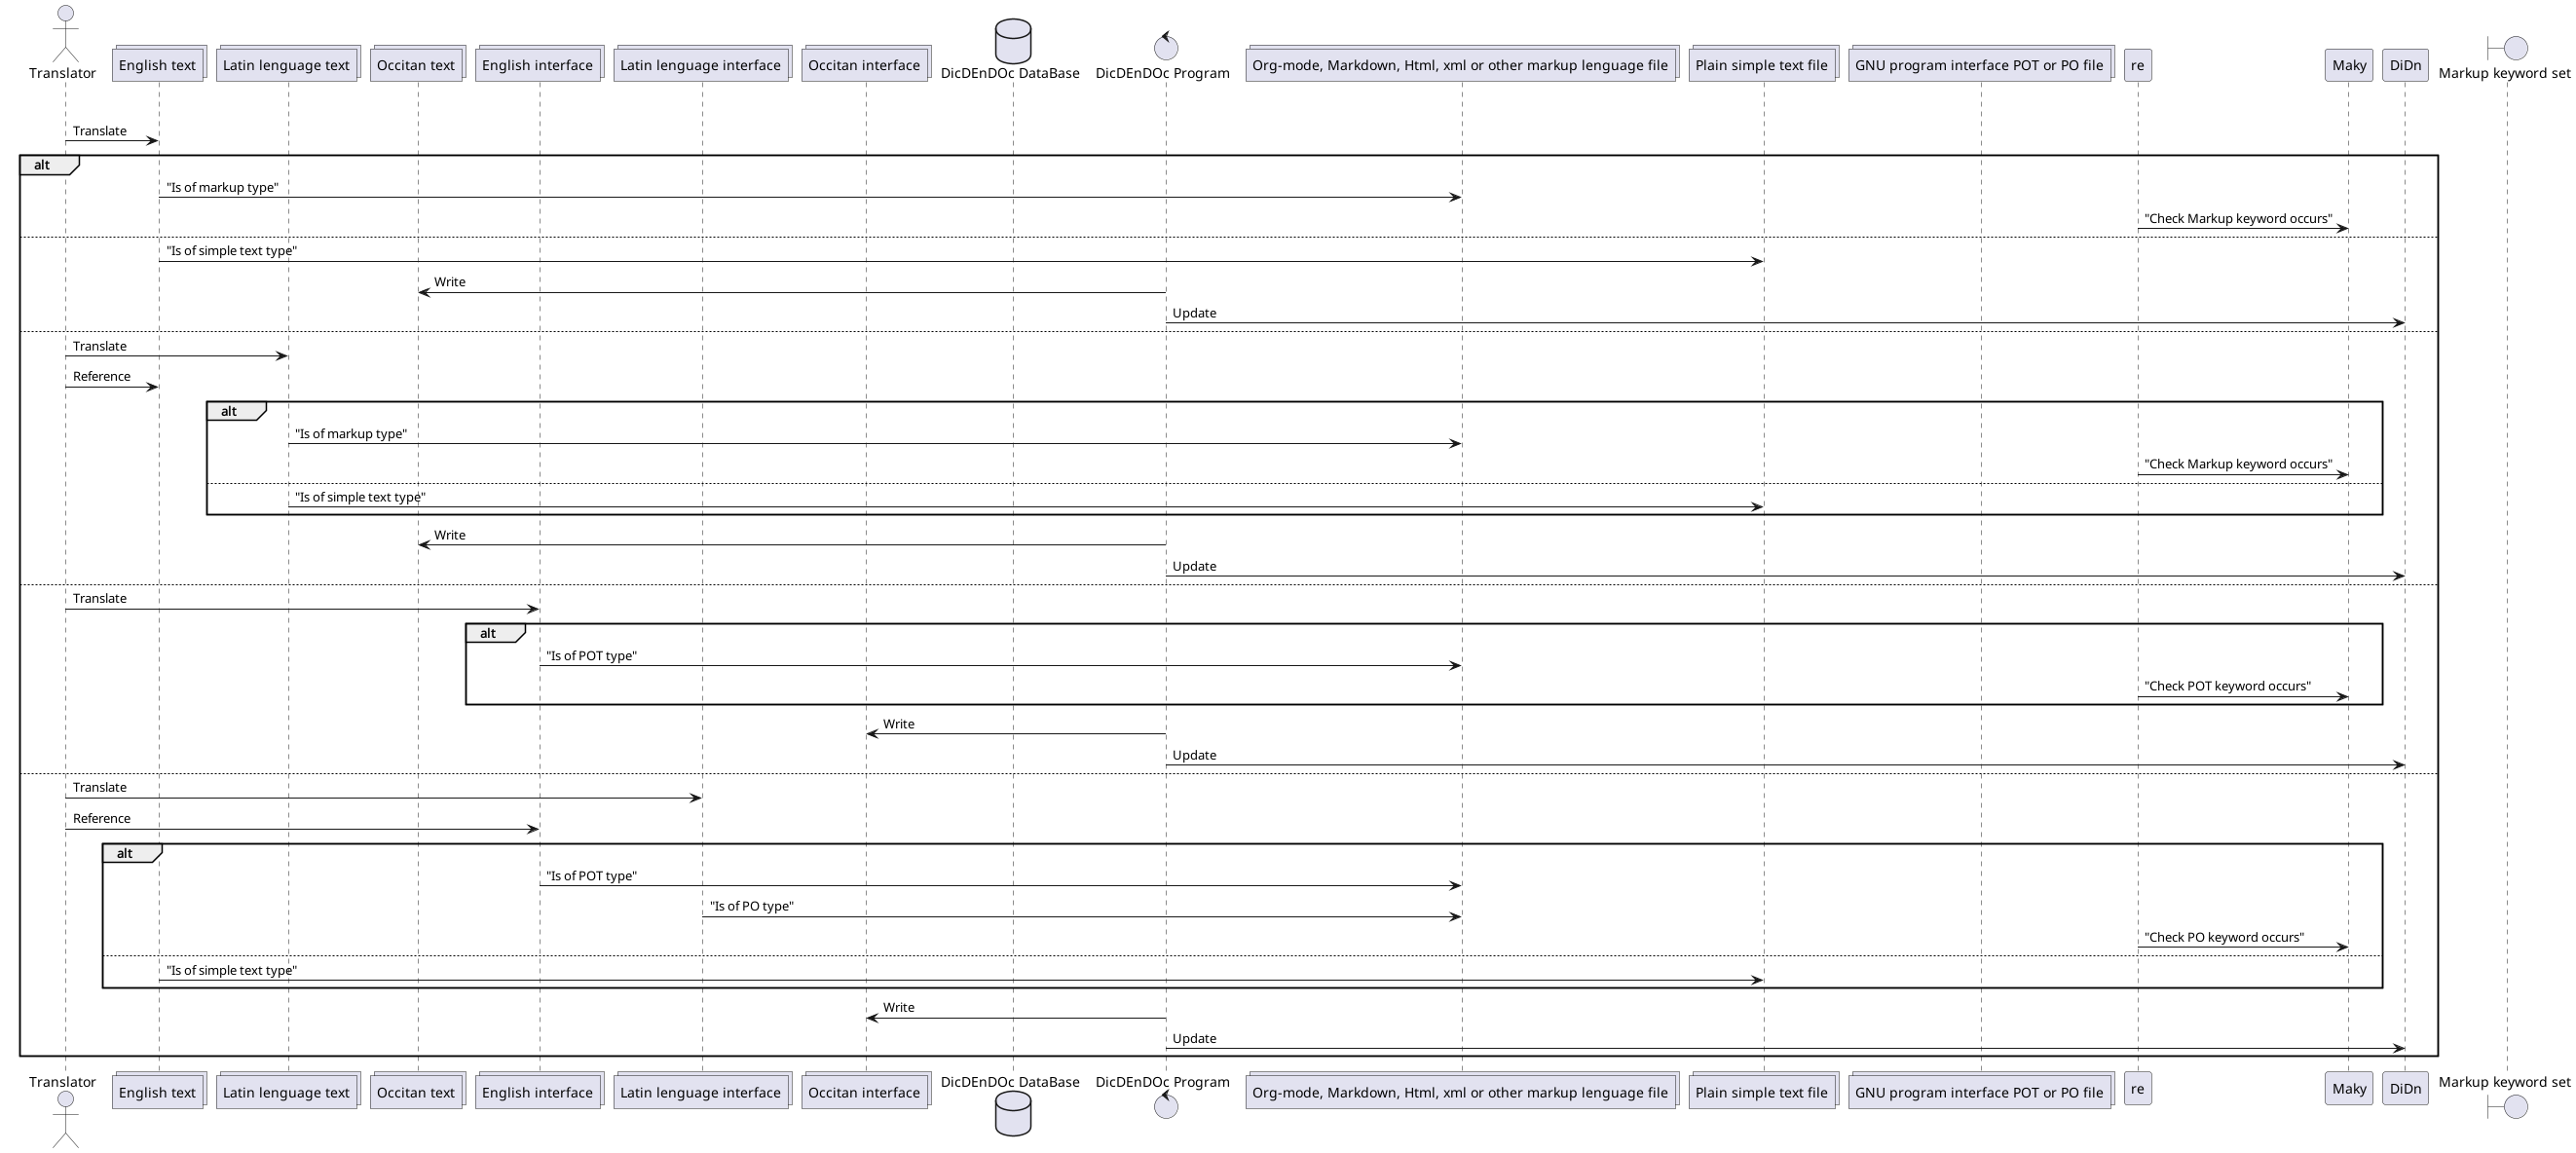 Translator
English text
Latin lenguage text
Occitan text
English interface
Latin lenguage interface
Occitan interface
DicDEnDOc DataBase
DicDEnDOc Program
Org-mode, Markdown, Html, xml or other markup lenguage file
Plain simple text file
GNU program interface POT or PO file
re
Maky
DiDn
Markup keyword set
Translate
alt
"Is of markup type"
"Check Markup keyword occurs"
"Is of simple text type"
Write
Update
Translate
Reference
alt
"Is of markup type"
"Check Markup keyword occurs"
"Is of simple text type"
Write
Update
Translate
alt
"Is of POT type"
"Check POT keyword occurs"
Write
Update
Translate
Reference
alt
"Is of POT type"
"Is of PO type"
"Check PO keyword occurs"
"Is of simple text type"
Write
Update
Translator
English text
Latin lenguage text
Occitan text
English interface
Latin lenguage interface
Occitan interface
DicDEnDOc DataBase
DicDEnDOc Program
Org-mode, Markdown, Html, xml or other markup lenguage file
Plain simple text file
GNU program interface POT or PO file
re
Maky
DiDn
Markup keyword set